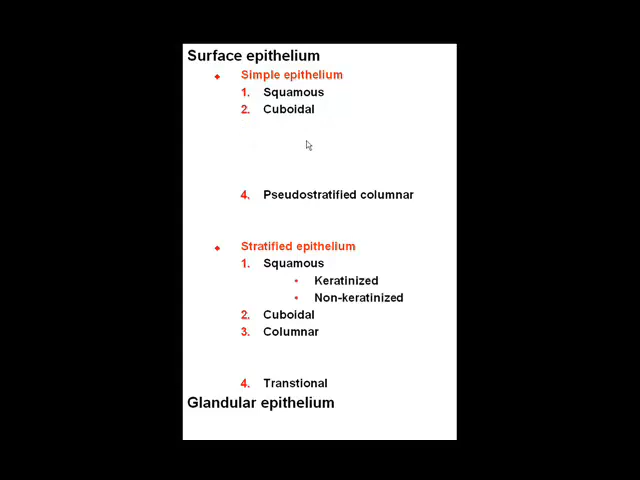 Surface epithelium
Simple epithelium
1. Squamous
2. Cuboidal
4. Pseudostratified columnar
Stratified epithelium
1. Squamous
Keratinized
Non-keratinized
2. Cuboidal
3. Columnar
4. Transtional
Glandular epithelium